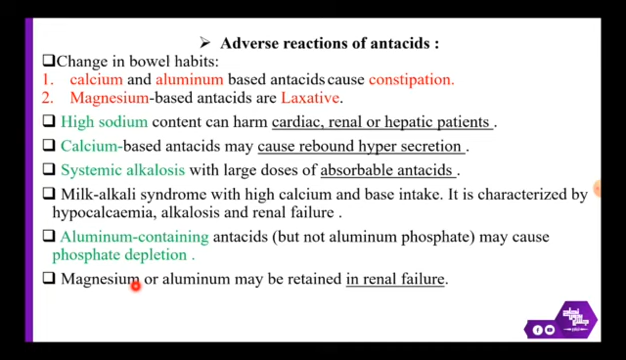 ➢ Adverse reactions of antacids :
❑Change in bowel habits:
1. calcium and aluminum based antacids cause constipation.
2. Magnesium-based antacids are Laxative.
❑ High sodium content can harm cardiac, renal or hepatic patients .
❑ Calcium-based antacids may cause rebound hyper secretion .
❑ Systemic alkalosis with large doses of absorbable antacids .
❑ Milk-alkali syndrome with high calcium and base intake. It is characterized by
hypocalcaemia, alkalosis and renal failure .
❑ Aluminum-containing antacids (but not aluminum phosphate) may cause
phosphate depletion .
❑ Magnesium or aluminum may be retained in renal failure.